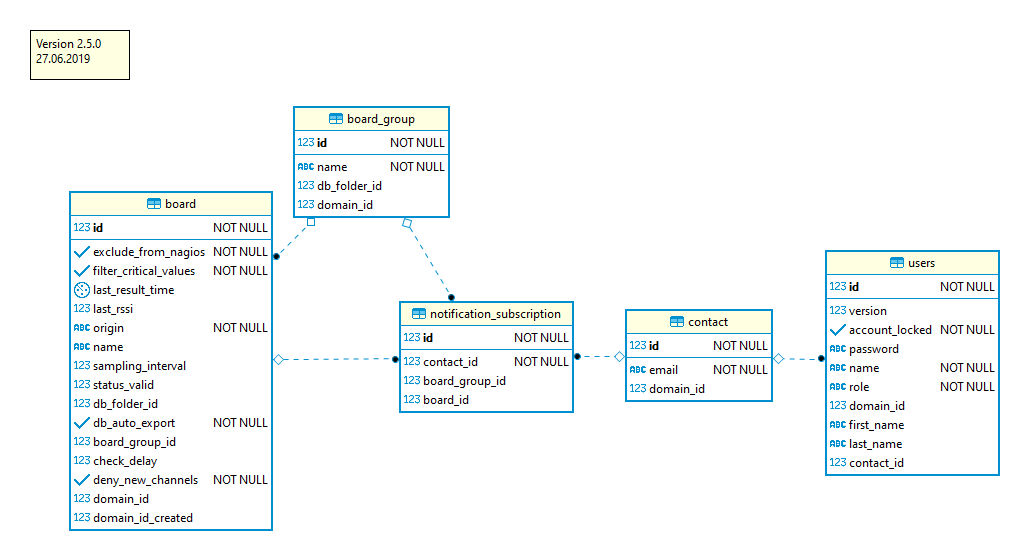 Version 2.5.0
27.06.2019
board_group
123 id NOT NULL
ABC name NOT NULL
123 db_folder_id
123 domain_id
board
123 id NOT NULL
exclude_from_nagios NOT NULL
filter_critical_values NOT NULL
last_result_time
123 last_rssi
ABC origin NOT NULL
ABC name
123 sampling_interval
123 status_valid
123 db_folder_id
db_auto_export NOT NULL
123 board_group_id
123 check_delay
deny_new_channels NOT NULL
123 domain_id
123 domain_id_created
notification_subscription
123 id NOT NULL
123 contact_id NOT NULL
123 board_group_id
123 board_id
contact
123 id NOT NULL
ABC email NOT NULL
123 domain_id
users
123 id NOT NULL
123 version
account_locked NOT NULL
ABC password
ABC name NOT NULL
ABC role NOT NULL
123 domain_id
ABC first_name
ABC last_name
123 contact_id